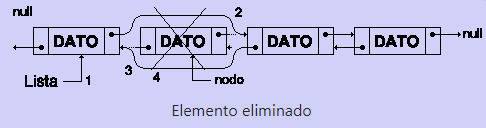 null 2
DATO DATO DATO DATO null
Lista 1 3 4 nodo
Elemento eliminado